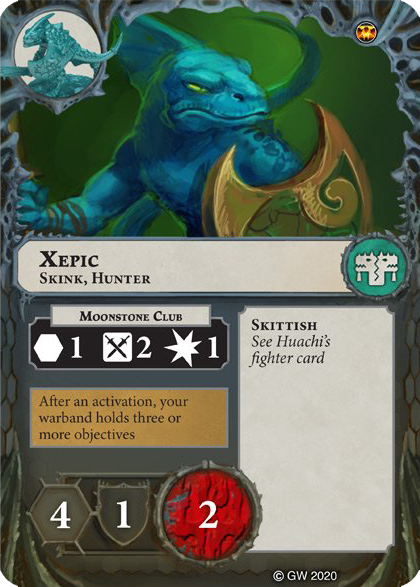 Xepic
Skink, Hunter
Moonstone Club
1 2 1
Skittish
See Huachi's
fighter card
After an activation, your
warband holds three or
more objectives
4 1 2
© GW 2020